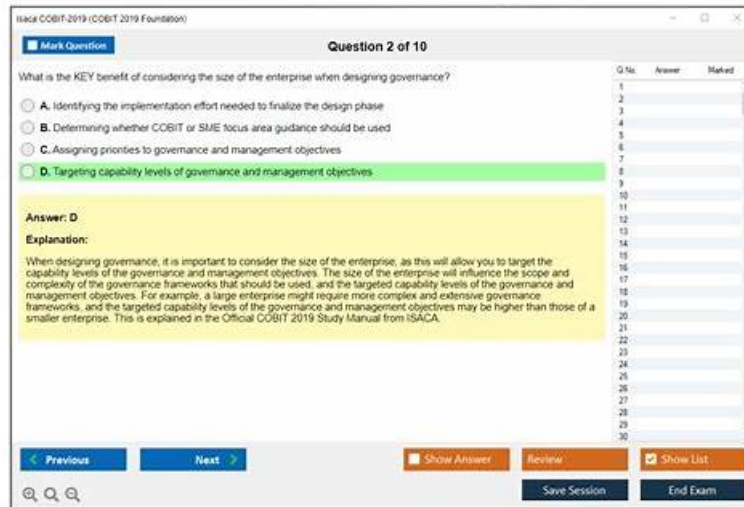 Isaca COBIT-2019 (COBIT 2019 Foundation)
Mark Question
Question 2 of 10
What is the KEY benefit of considering the size of the enterprise when designing governance?
A. Identifying the implementation effort needed to finalize the design phase
B. Determining whether COBIT or SME focus area guidance should be used
C. Assigning priorities to governance and management objectives
D. Targeting capability levels of governance and management objectives
Answer: D
Explanation:
When designing governance, it is important to consider the size of the enterprise, as this will allow you to target the
capability levels of the governance and management objectives. The size of the enterprise will influence the scope and
complexity of the governance frameworks that should be used, and the targeted capability levels of the governance and
management objectives. For example, a large enterprise might require more complex and extensive governance
frameworks, and the targeted capability levels of the governance and management objectives may be higher than those of a
smaller enterprise. This is explained in the Official COBIT 2019 Study Manual from ISACA.
Q.No. Answer Marked
1
2
3
4
5
6
7
8
9
10
11
12
13
14
15
16
17
18
19
20
21
22
23
24
25
26
27
28
29
30
Previous
Next
Show Answer
Review
Show List
Save Session
End Exam